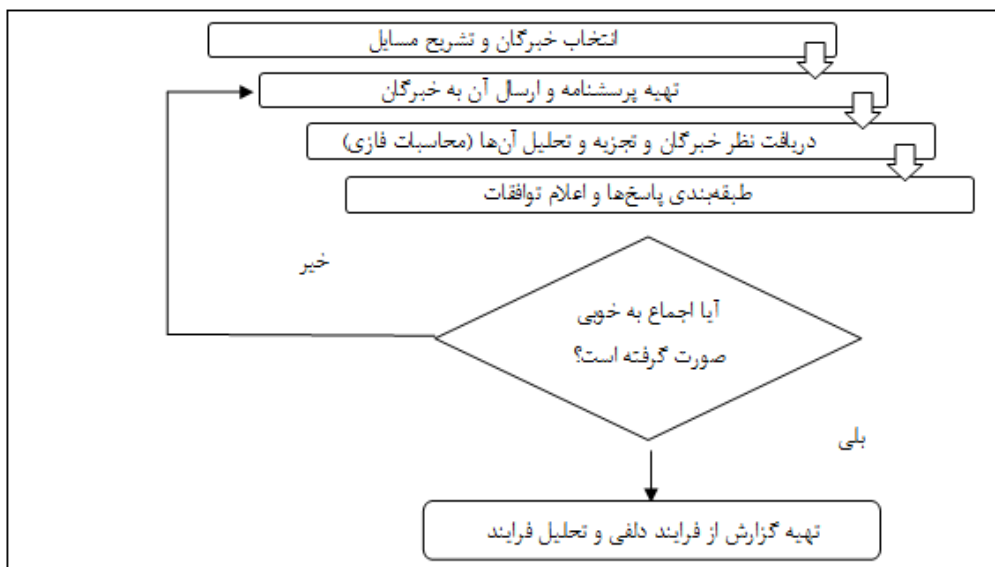 انتخاب خبرگان و تشریح مسایل
تهیه پرسشنامه و ارسال آن به خبرگان
دریافت نظر خبرگان و تجزیه و تحلیل آن‌ها (محاسبات فازی)
طبقه‌بندی پاسخ‌ها و اعلام توافقات
خیر
آیا اجماع به خوبی
صورت گرفته است؟
بلی
تهیه گزارش از فرایند دلفی و تحلیل فرایند